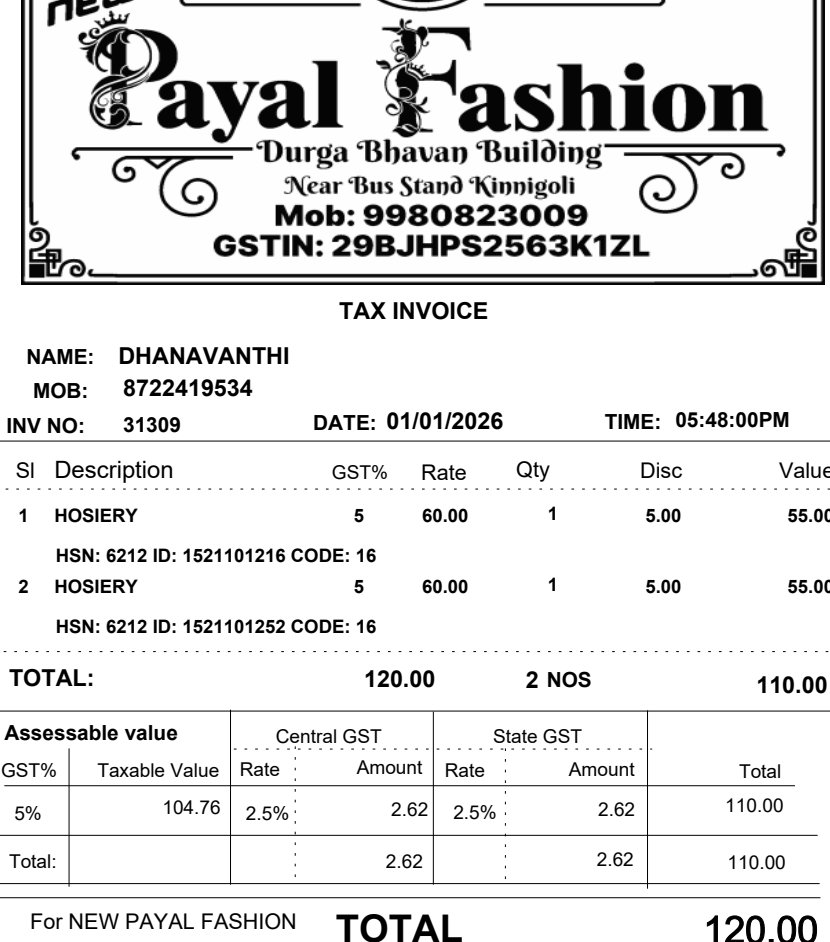 new
Payal Fashion
Durga Bhavan Building
Near Bus Stand Kinnigoli
Mob: 9980823009
GSTIN: 29BJHPS2563K1ZL
TAX INVOICE
NAME: DHANAVANTHI
MOB: 8722419534
INV NO: 31309 DATE: 01/01/2026 TIME: 05:48:00PM
Sl Description GST% Rate Qty Disc Value
1 HOSIERY 5 60.00 1 5.00 55.00
HSN: 6212 ID: 1521101216 CODE: 16
2 HOSIERY 5 60.00 1 5.00 55.00
HSN: 6212 ID: 1521101252 CODE: 16
TOTAL: 120.00 2 NOS 110.00
Assessable value Central GST State GST
GST% Taxable Value Rate Amount Rate Amount Total
5% 104.76 2.5% 2.62 2.5% 2.62 110.00
Total: 2.62 2.62 110.00
For NEW PAYAL FASHION TOTAL 120.00